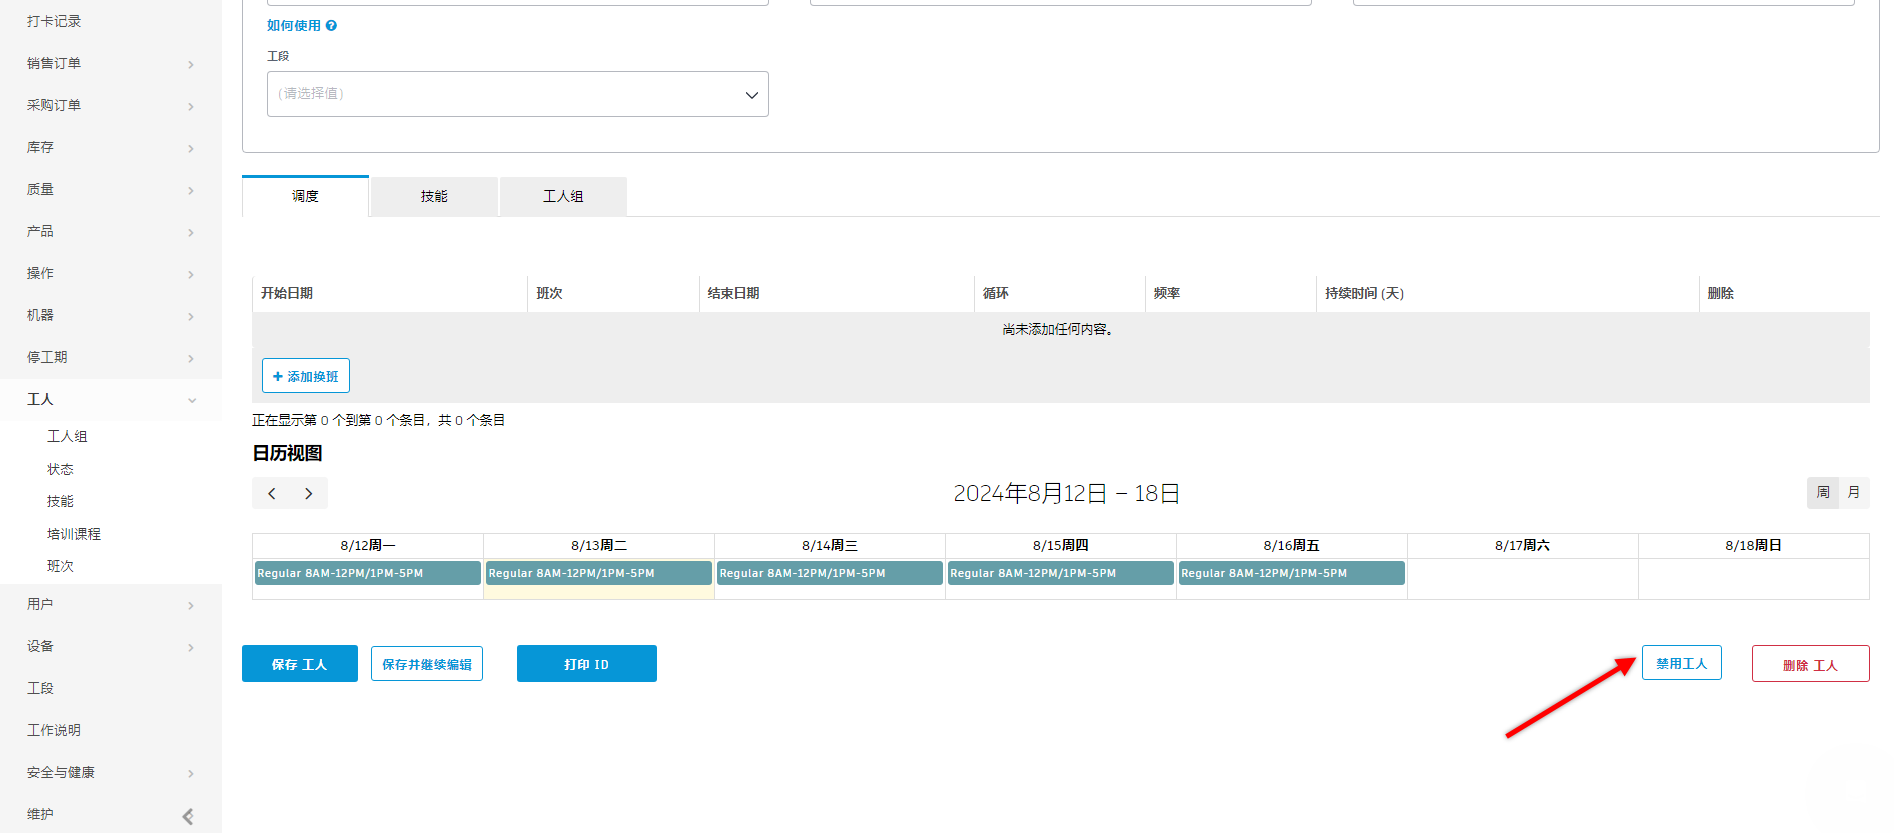 打卡记录
销售订单
采购订单
库存
质量
产品
操作
机器
停工期
工人
工人组
状态
技能
培训课程
班次
用户
设备
工段
工作说明
安全与健康
维护
如何使用
工段
(请选择值)
调度 技能 工人组
开始日期 班次 结束日期 循环 频率 持续时间 (天) 删除
尚未添加任何内容。
+ 添加换班
正在显示第 0 个到第 0 个条目，共 0 个条目
日历视图
2024年8月12日 – 18日
周 月
8/12周一 8/13周二 8/14周三 8/15周四 8/16周五 8/17周六 8/18周日
Regular 8AM-12PM/1PM-5PM Regular 8AM-12PM/1PM-5PM Regular 8AM-12PM/1PM-5PM Regular 8AM-12PM/1PM-5PM Regular 8AM-12PM/1PM-5PM
保存 工人 保存并继续编辑 打印 ID 禁用工人 删除 工人